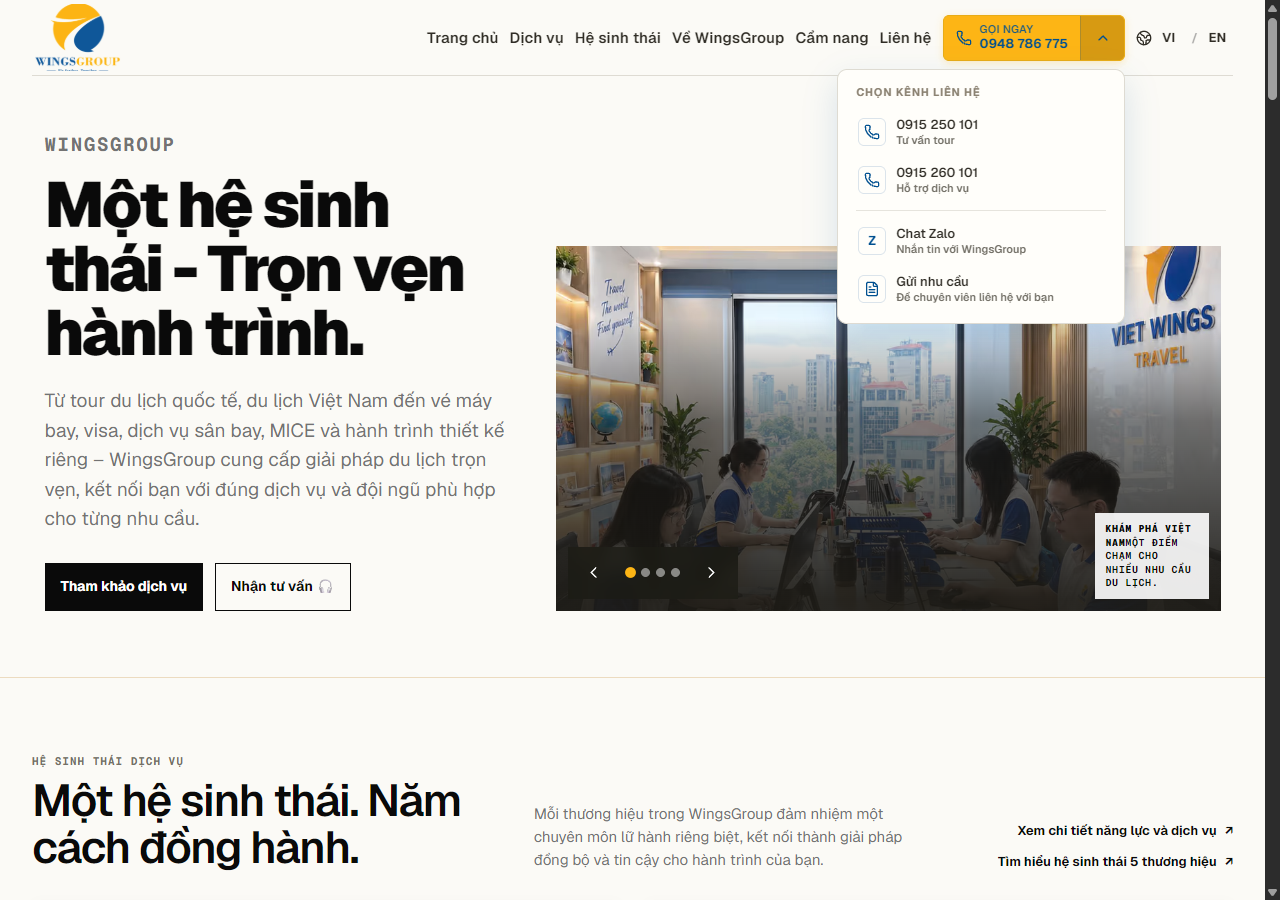 WINGSGROUP
Trang chủ Dịch vụ Hệ sinh thái Về WingsGroup Cẩm nang Liên hệ
GỌI NGAY
0948 786 775
VI / EN
CHỌN KÊNH LIÊN HỆ
0915 250 101
Tư vấn tour
0915 260 101
Hỗ trợ dịch vụ
Z
Chat Zalo
Nhắn tin với WingsGroup
Gửi nhu cầu
Để chuyên viên liên hệ với bạn
WINGSGROUP
Một hệ sinh
thái - Trọn vẹn
hành trình.
Từ tour du lịch quốc tế, du lịch Việt Nam đến vé máy
bay, visa, dịch vụ sân bay, MICE và hành trình thiết kế
riêng – WingsGroup cung cấp giải pháp du lịch trọn
vẹn, kết nối bạn với đúng dịch vụ và đội ngũ phù hợp
cho từng nhu cầu.
Tham khảo dịch vụ
Nhận tư vấn 🎧
Travel
The world
Find yourself
VIET WINGS
TRAVEL
KHÁM PHÁ VIỆT
NAMMỘT ĐIỂM
CHẠM CHO
NHIỀU NHU CẦU
DU LỊCH.
HỆ SINH THÁI DỊCH VỤ
Một hệ sinh thái. Năm
cách đồng hành.
Mỗi thương hiệu trong WingsGroup đảm nhiệm một
chuyên môn lữ hành riêng biệt, kết nối thành giải pháp
đồng bộ và tin cậy cho hành trình của bạn.
Xem chi tiết năng lực và dịch vụ
Tìm hiểu hệ sinh thái 5 thương hiệu